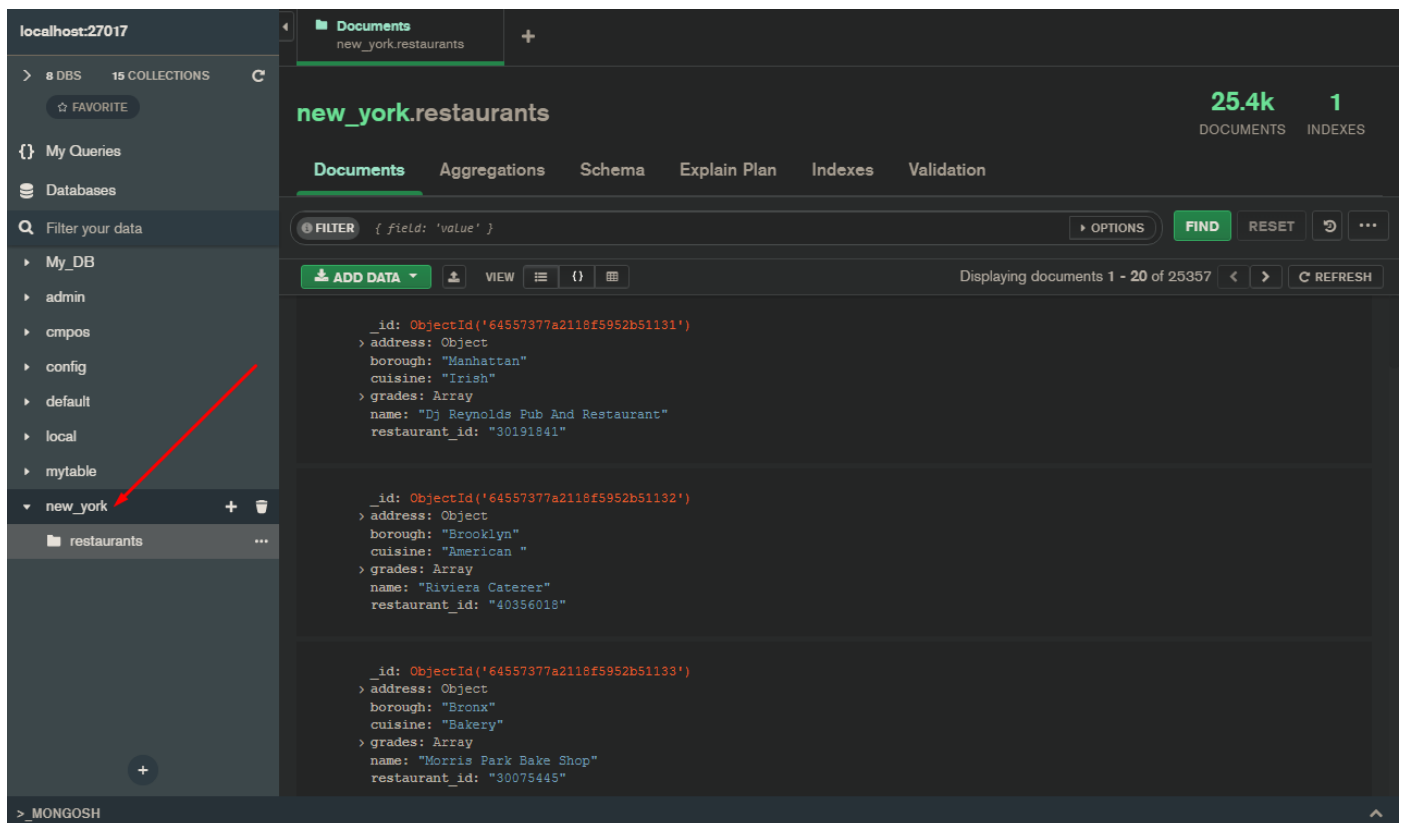 localhost:27017
8 DBS 15 COLLECTIONS
FAVORITE
{} My Queries
Databases
Filter your data
My_DB
admin
cmpos
config
default
local
mytable
new_york
restaurants
Documents
new_york.restaurants
new_york.restaurants
25.4k DOCUMENTS
1 INDEXES
Documents Aggregations Schema Explain Plan Indexes Validation
FILTER { field: 'value' } OPTIONS FIND RESET
ADD DATA VIEW {} Displaying documents 1 - 20 of 25357 < > REFRESH
_id: ObjectId('64557377a2118f5952b51131')
> address: Object
borough: "Manhattan"
cuisine: "Irish"
> grades: Array
name: "Dj Reynolds Pub And Restaurant"
restaurant_id: "30191841"
_id: ObjectId('64557377a2118f5952b51132')
> address: Object
borough: "Brooklyn"
cuisine: "American "
> grades: Array
name: "Riviera Caterer"
restaurant_id: "40356018"
_id: ObjectId('64557377a2118f5952b51133')
> address: Object
borough: "Bronx"
cuisine: "Bakery"
> grades: Array
name: "Morris Park Bake Shop"
restaurant_id: "30075445"
>_MONGOSH